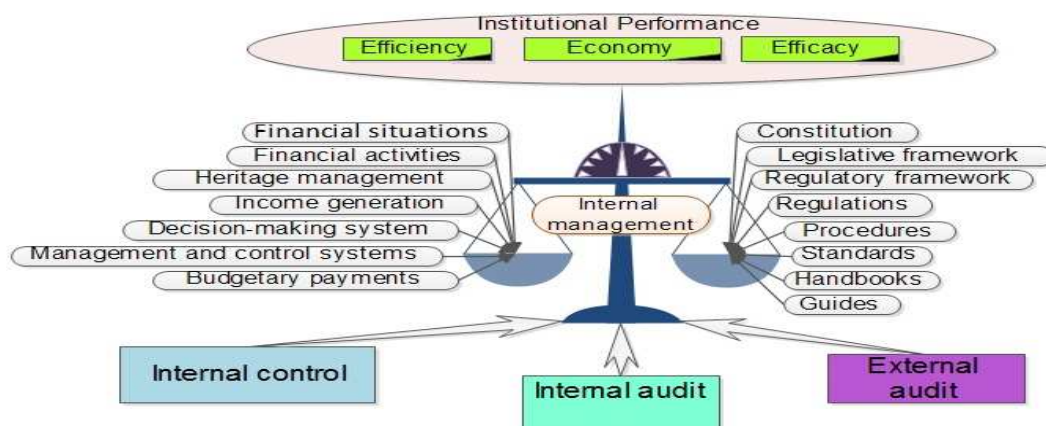 Institutional Performance
Efficiency
Economy
Efficacy
Financial situations
Financial activities
Heritage management
Income generation
Decision-making system
Management and control systems
Budgetary payments
Internal
management
Constitution
Legislative framework
Regulatory framework
Regulations
Procedures
Standards
Handbooks
Guides
Internal control
Internal audit
External
audit